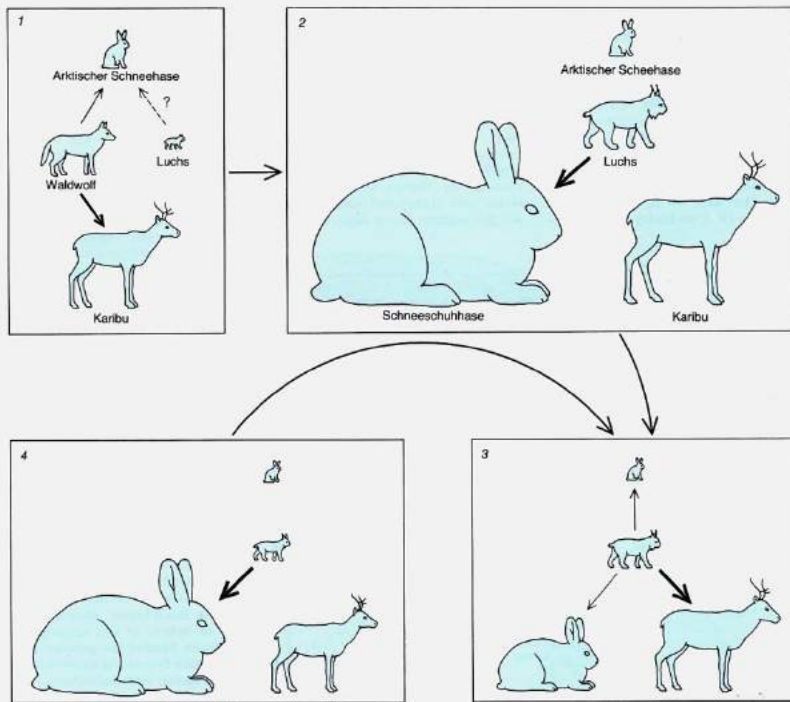 1
Arktischer Schneehase
?
Waldwolf
Luchs
Karibu
2
Arktischer Scheehase
Luchs
Schneeschuhhase
Karibu
4
3